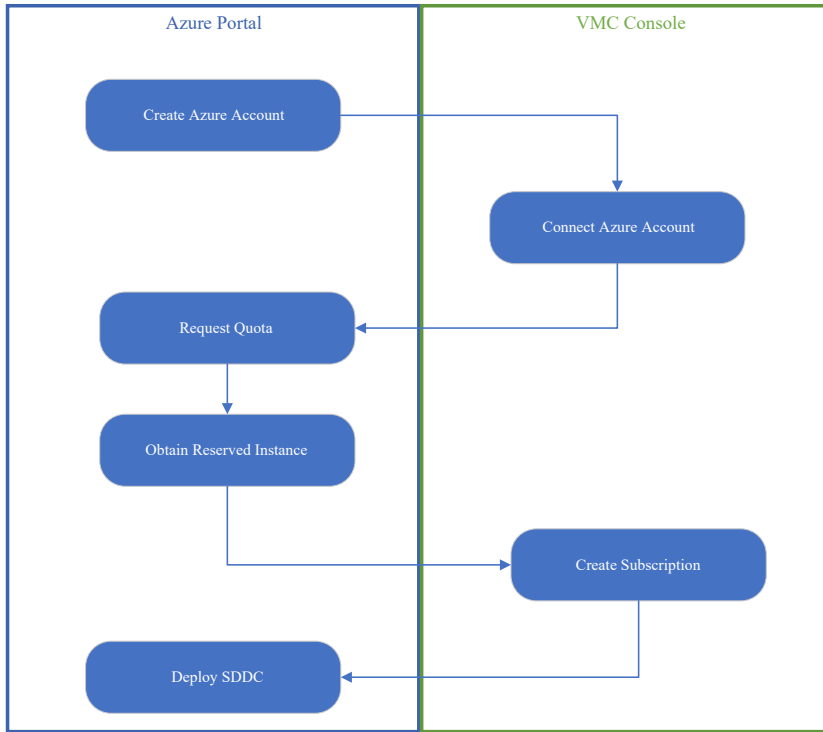 Azure Portal
VMC Console
Create Azure Account
Connect Azure Account
Request Quota
Obtain Reserved Instance
Create Subscription
Deploy SDDC